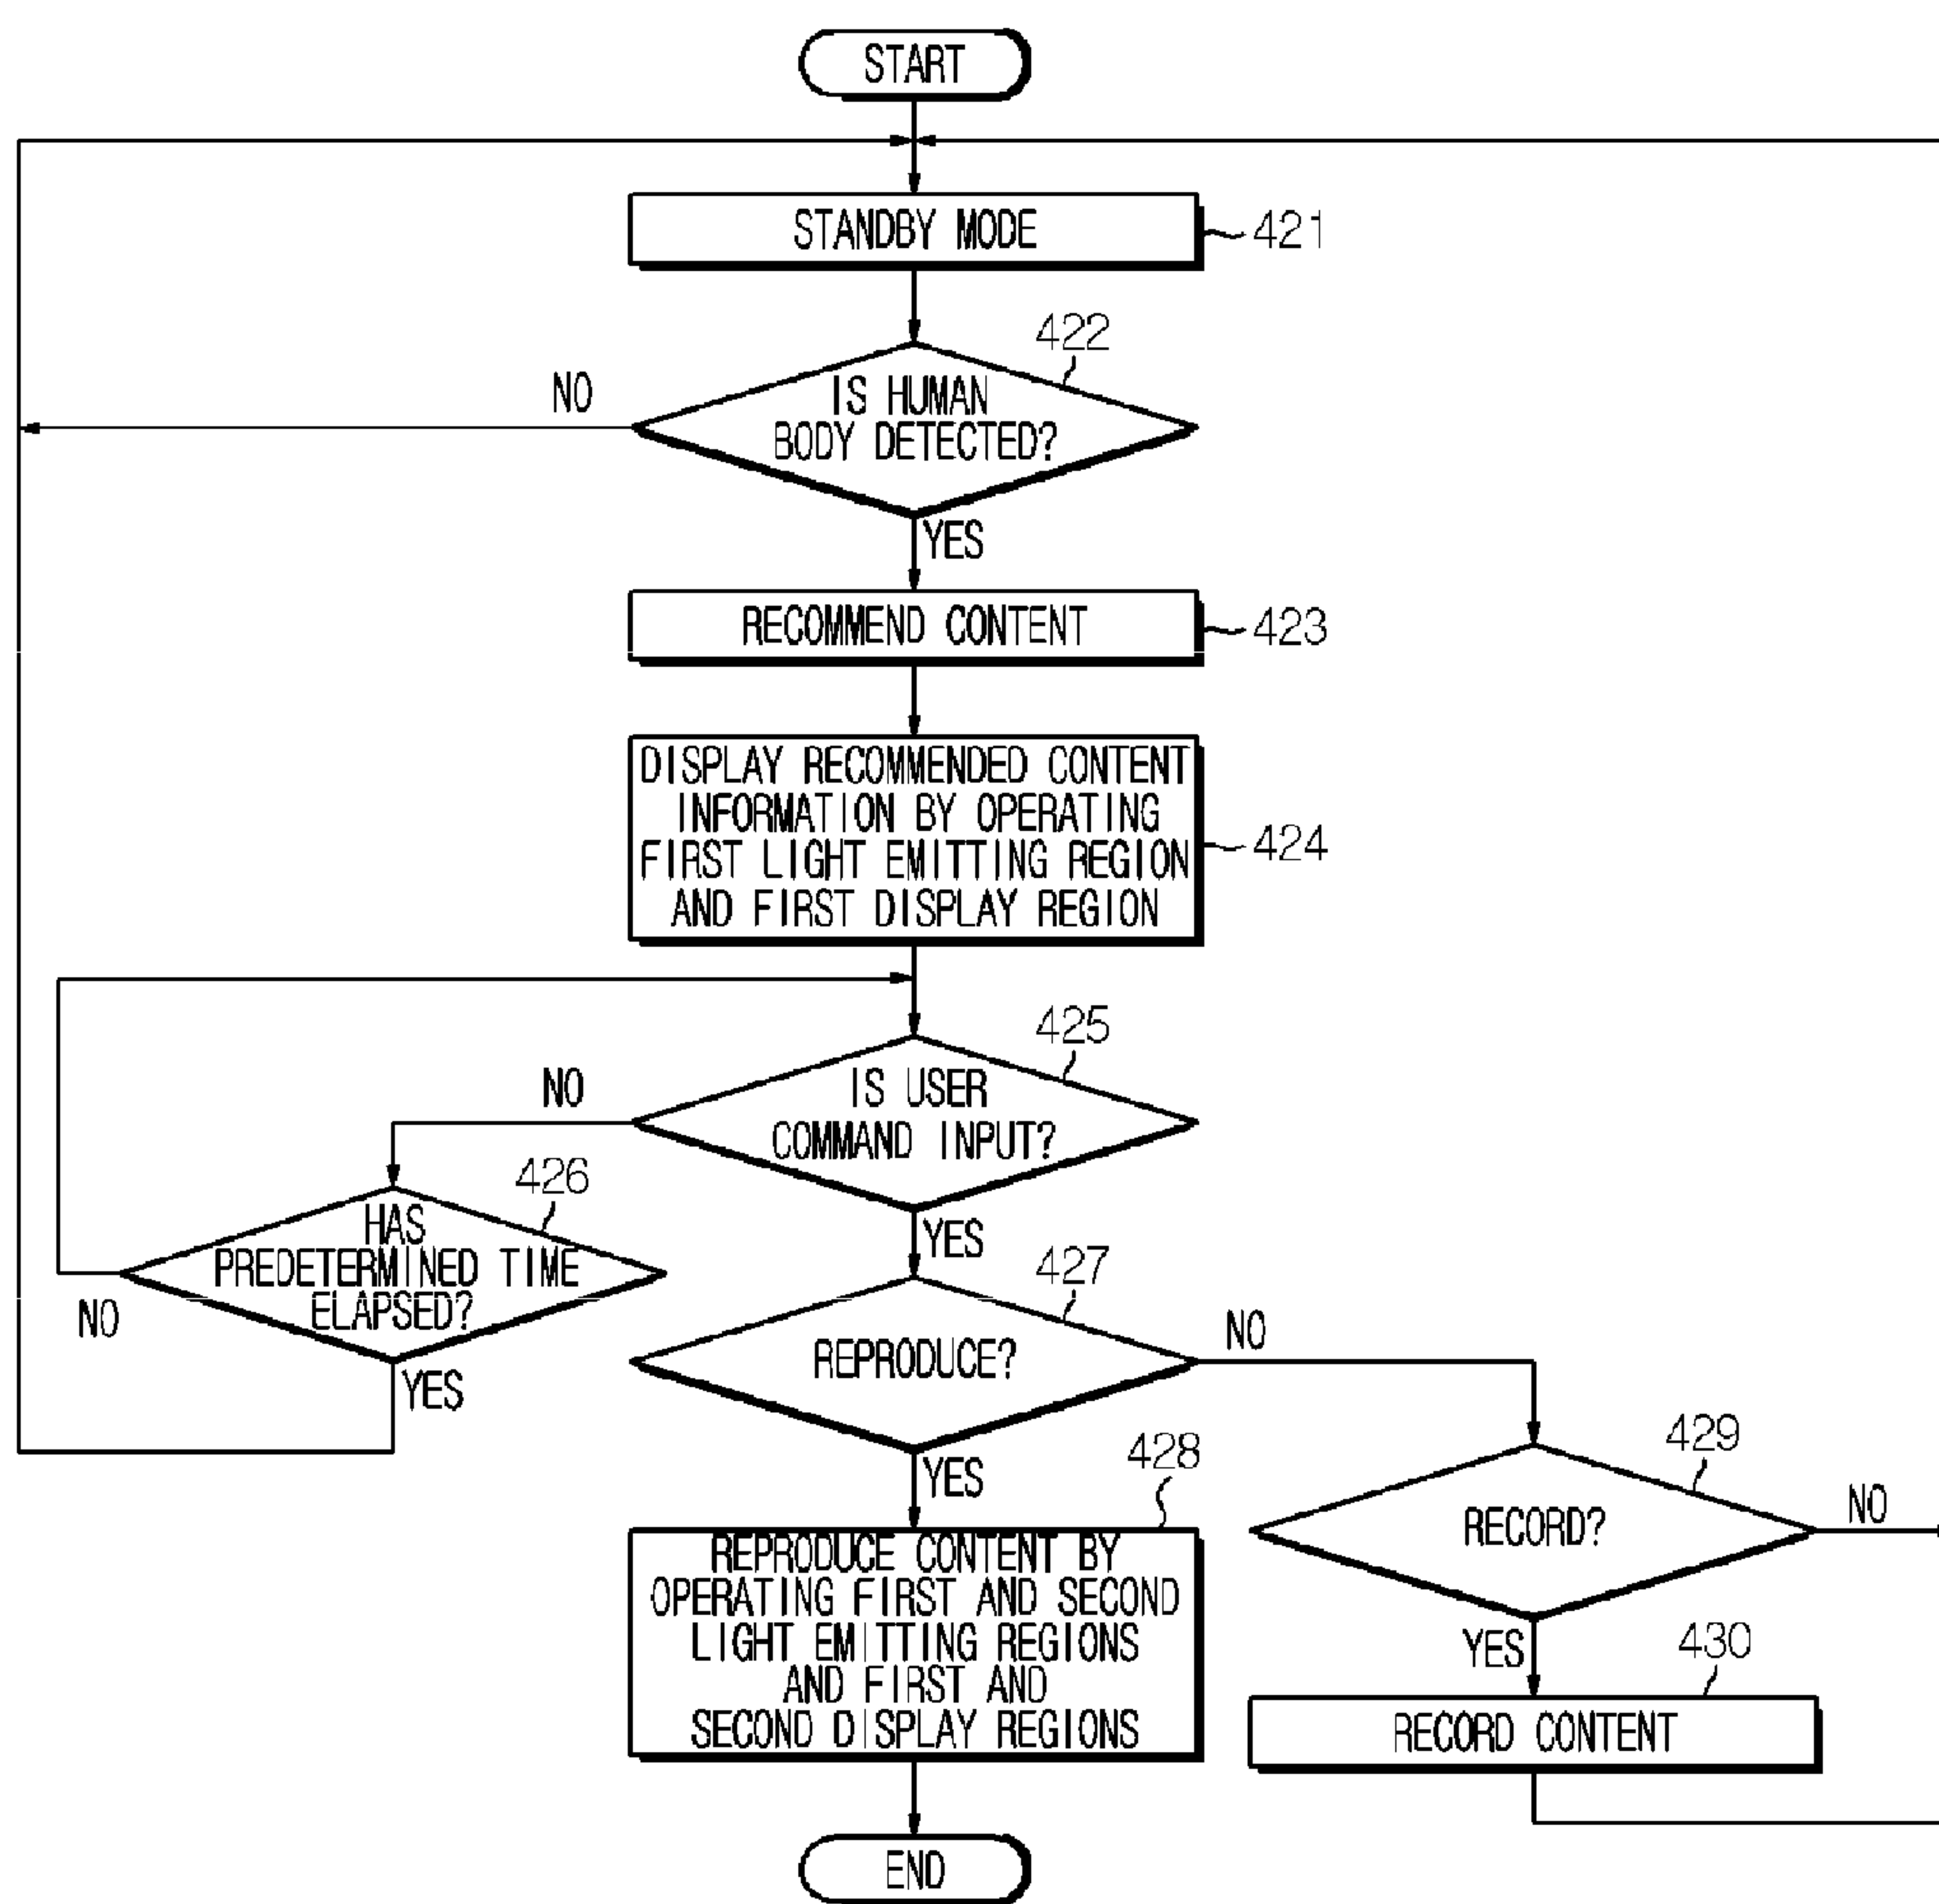 START
STANDBY MODE
421
422
NO
IS HUMAN
BODY DETECTED?
YES
RECOMMEND CONTENT
423
DISPLAY RECOMMENDED CONTENT
INFORMATION BY OPERATING
FIRST LIGHT EMITTING REGION
AND FIRST DISPLAY REGION
424
425
NO
IS USER
COMMAND INPUT?
YES
426
HAS
PREDETERMINED TIME
ELAPSED?
NO
YES
427
REPRODUCE?
NO
YES
428
REPRODUCE CONTENT BY
OPERATING FIRST AND SECOND
LIGHT EMITTING REGIONS
AND FIRST AND
SECOND DISPLAY REGIONS
429
RECORD?
NO
YES
430
RECORD CONTENT
END